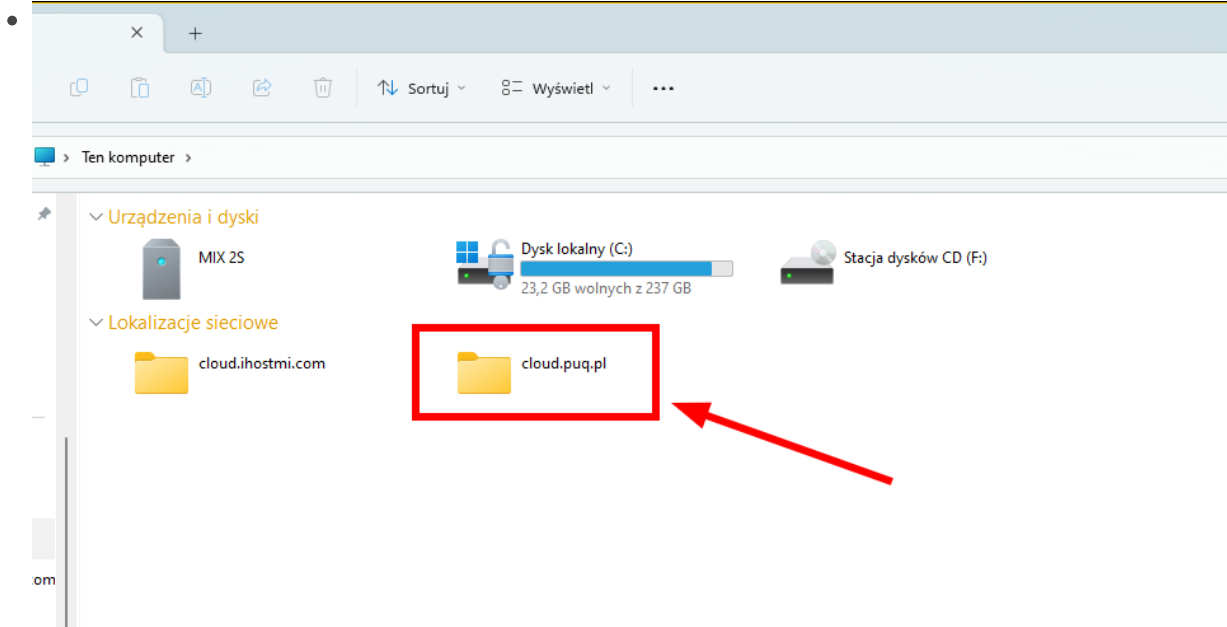 Sortuj
Wyświetl
Ten komputer
Urządzenia i dyski
MIX 2S
Dysk lokalny (C:)
23,2 GB wolnych z 237 GB
Stacja dysków CD (F:)
Lokalizacje sieciowe
cloud.ihostmi.com
cloud.puq.pl
com